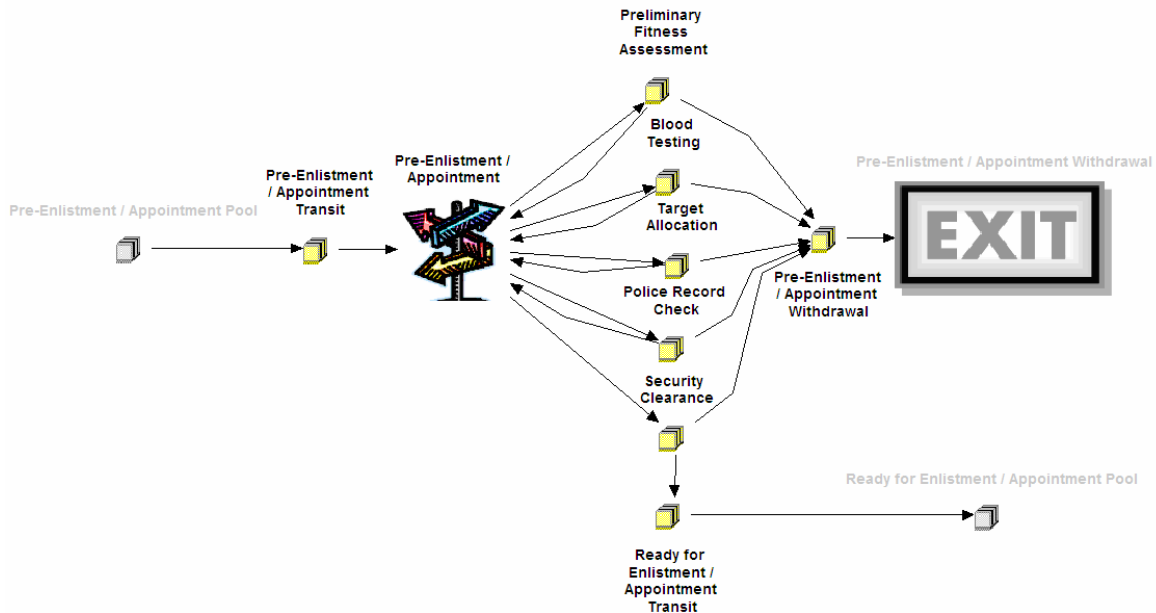 Preliminary
Fitness
Assessment
Blood
Testing
Pre-Enlistment /
Appointment
Pre-Enlistment / Appointment Withdrawal
Pre-Enlistment
/ Appointment
Transit
Pre-Enlistment / Appointment Pool
Target
Allocation
EXIT
Pre-Enlistment
/ Appointment
Withdrawal
Police Record
Check
Security
Clearance
Ready for Enlistment / Appointment Pool
Ready for
Enlistment /
Appointment
Transit